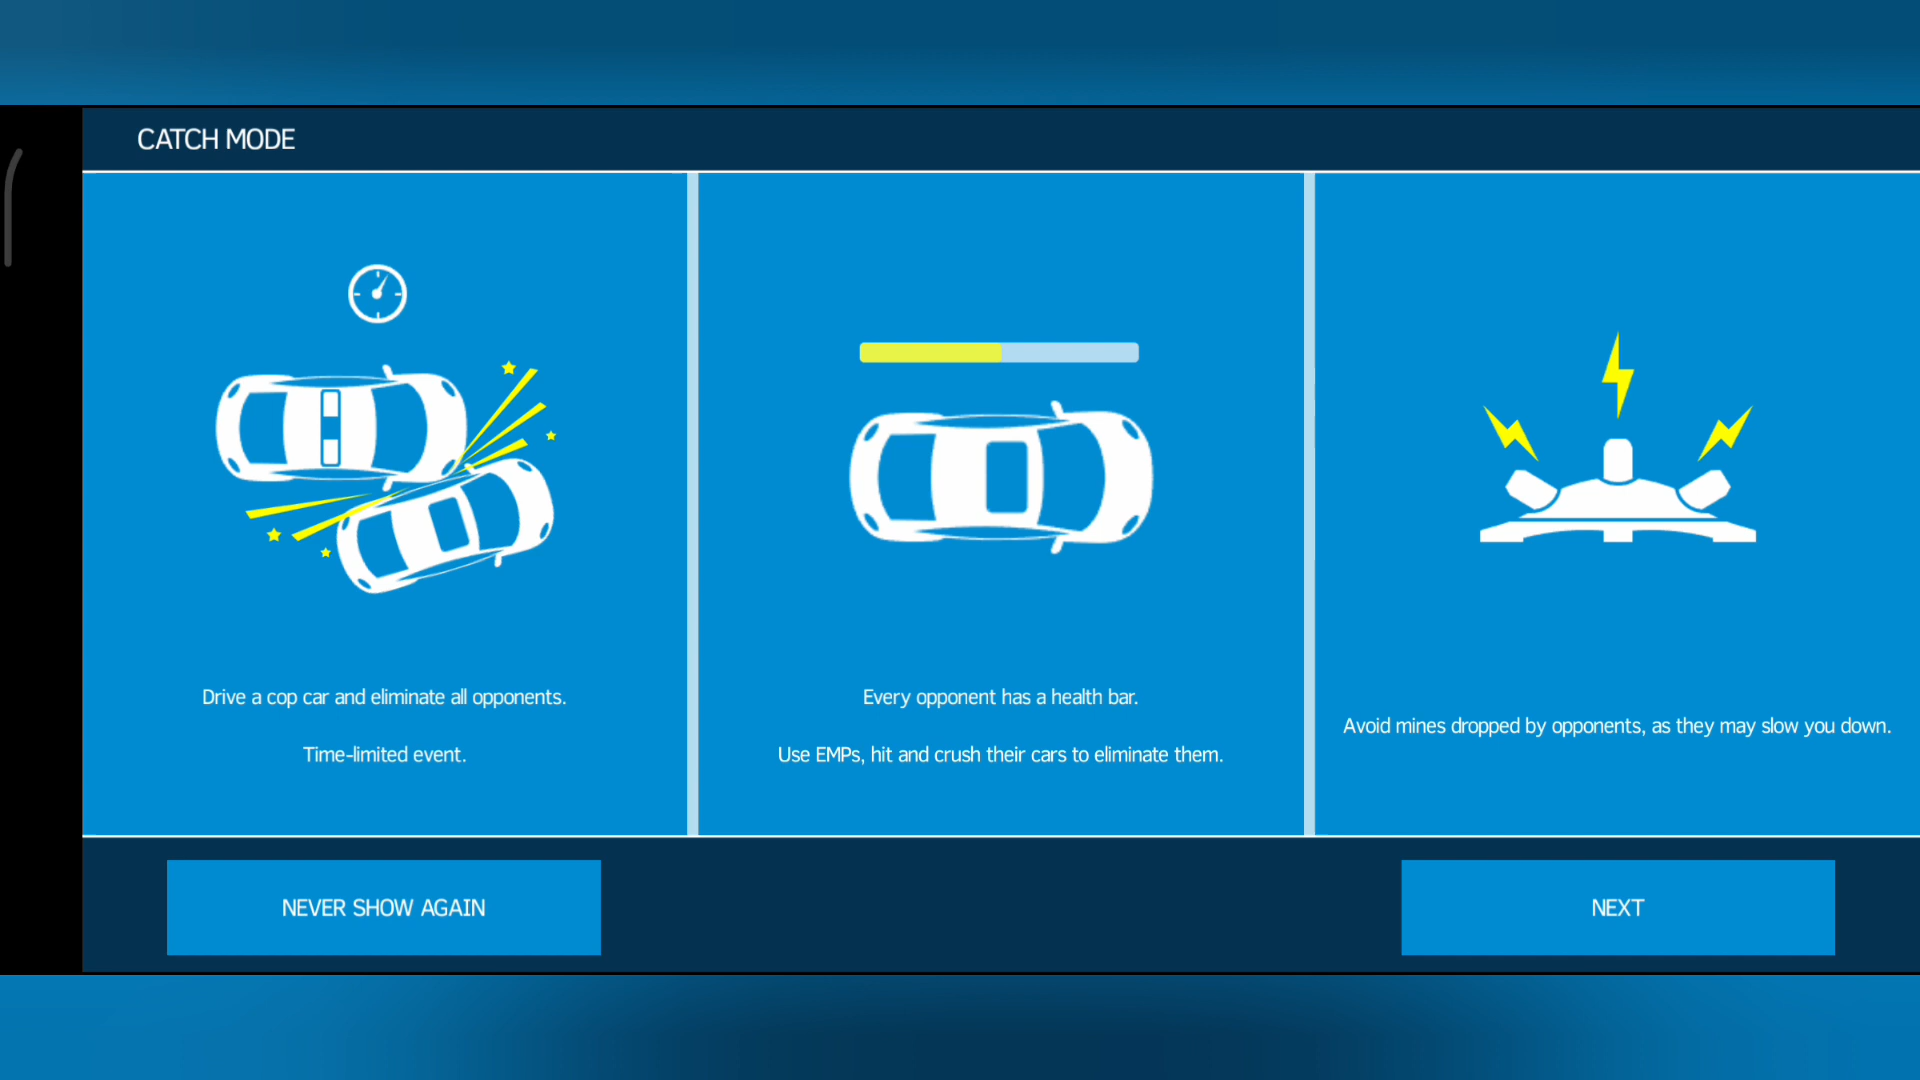 CATCH MODE
Drive a cop car and eliminate all opponents.
Time-limited event.
Every opponent has a health bar.
Use EMPs, hit and crush their cars to eliminate them.
Avoid mines dropped by opponents, as they may slow you down.
NEVER SHOW AGAIN
NEXT